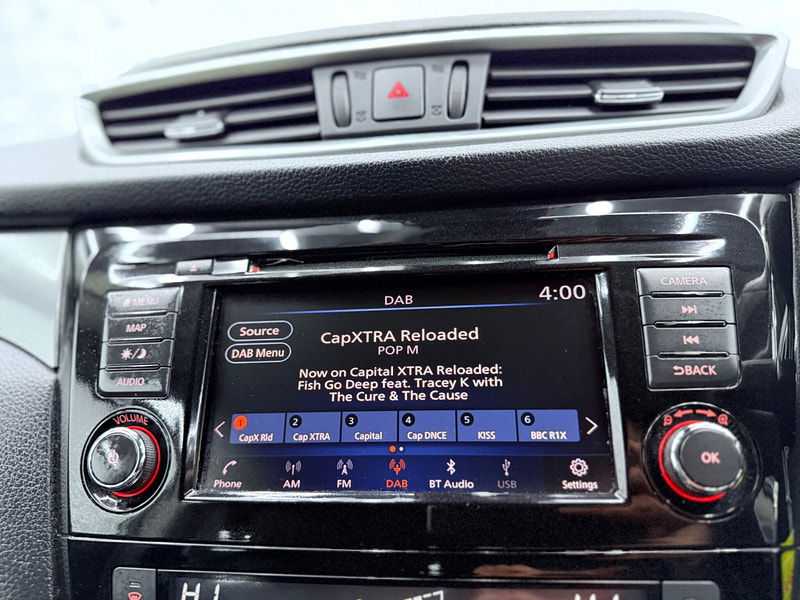 DAB
4:00
MENU
CAMERA
MAP
Source
CapXTRA Reloaded
DAB Menu
POP M
AUDIO
BACK
Now on Capital XTRA Reloaded:
Fish Go Deep feat. Tracey K with
The Cure & The Cause
VOLUME
1 2 3 4 5 6
CapX Rld Cap XTRA Capital Cap DNCE KISS BBC R1X
OK
Phone AM FM DAB BT Audio USB Settings
HI